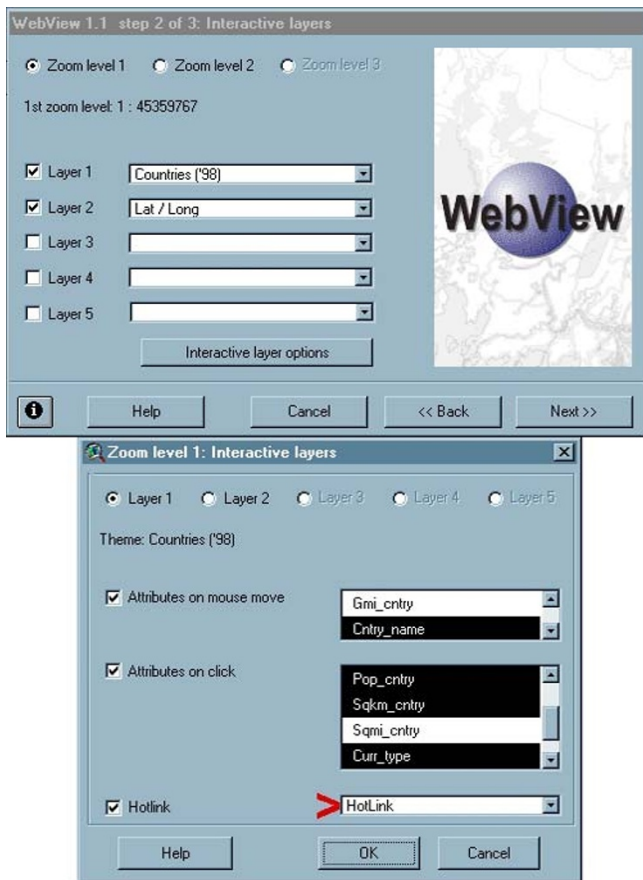 WebView 1.1 step 2 of 3: Interactive layers
Zoom level 1 Zoom level 2 Zoom level 3
1st zoom level: 1 : 45359767
Layer 1 Countries ('98)
Layer 2 Lat / Long
Layer 3
Layer 4
Layer 5
WebView
Interactive layer options
Help Cancel << Back Next >>
Zoom level 1: Interactive layers
Layer 1 Layer 2 Layer 3 Layer 4 Layer 5
Theme: Countries ('98)
Attributes on mouse move
Gmi_cntry
Cntry_name
Attributes on click
Pop_cntry
Sqkm_cntry
Sqmi_cntry
Curr_type
Hotlink > HotLink
Help OK Cancel